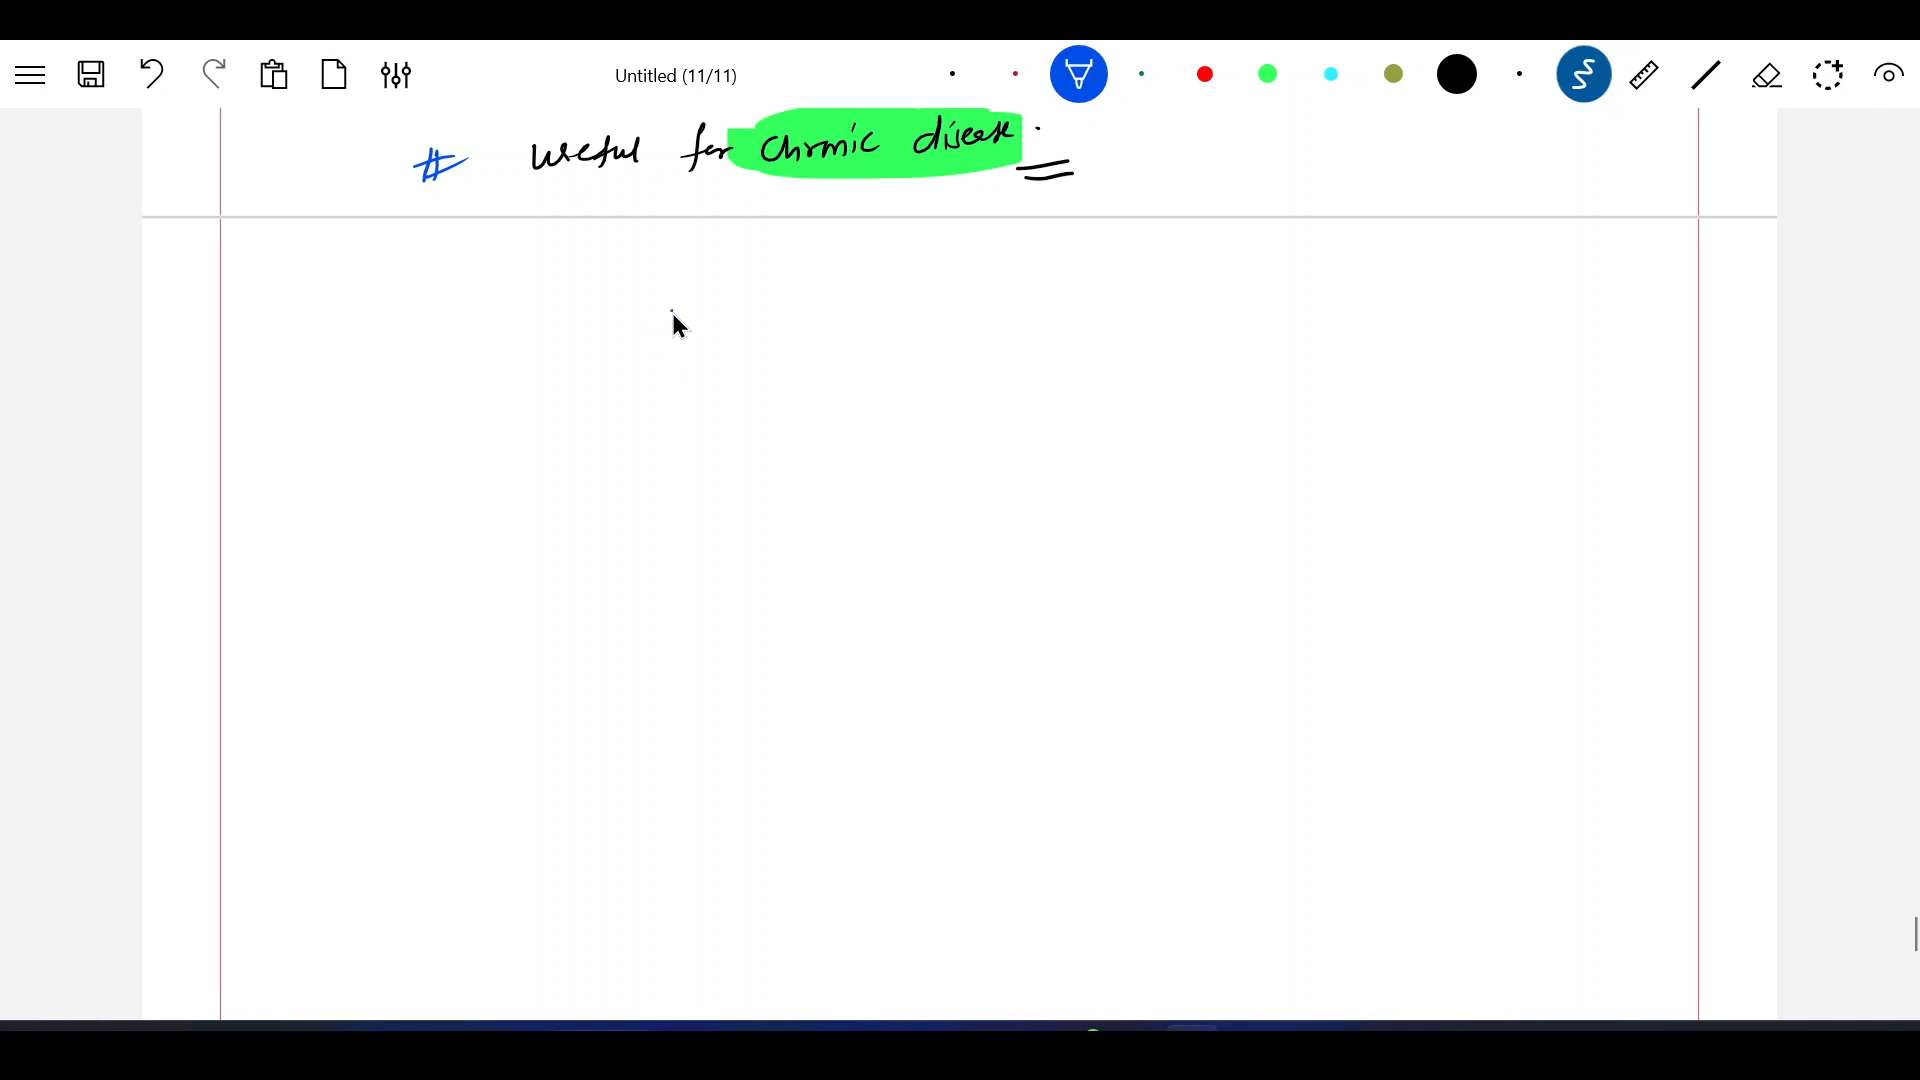 Untitled (11/11)
# useful for chronic disease.